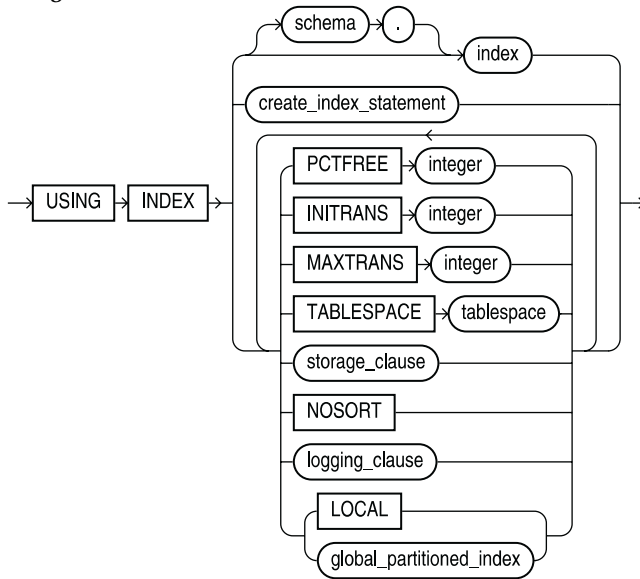 schema .
index
create_index_statement
PCTFREE integer
USING INDEX
INITRANS integer
MAXTRANS integer
TABLESPACE tablespace
storage_clause
NOSORT
logging_clause
LOCAL
global_partitioned_index